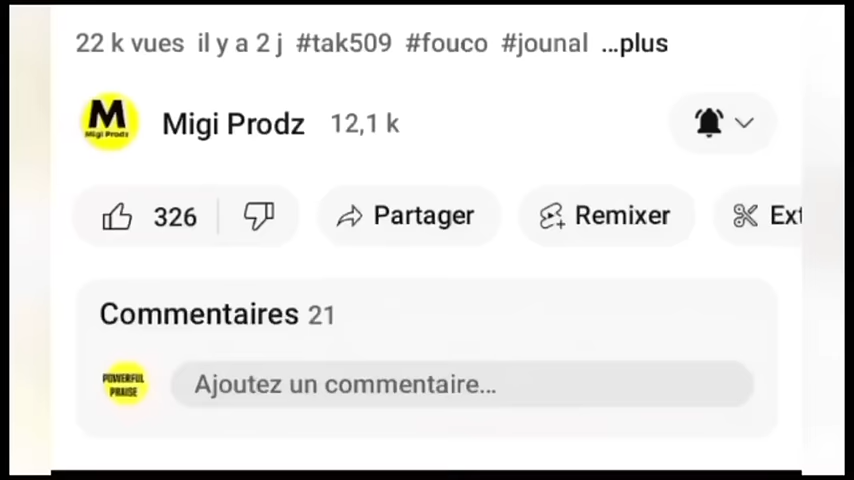 22 k vues il y a 2 j #tak509 #fouco #jounal ...plus
M
Migi Prodz
Migi Prodz 12,1 k
326 Partager Remixer Ext
Commentaires 21
POWERFUL
PRAISE
Ajoutez un commentaire...